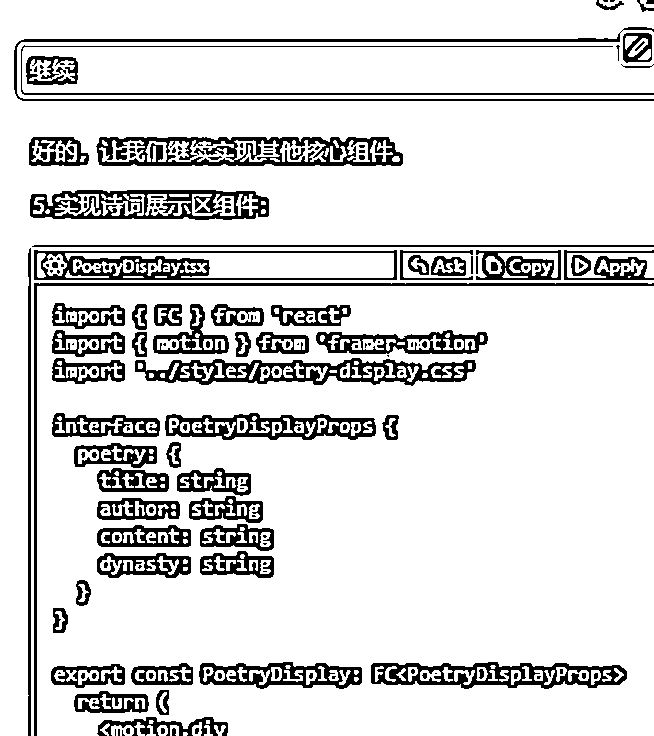 继续
好的，让我们继续实现其他核心组件。
5.实现诗词展示区组件：
PoetryDisplay.tsx Ask Copy Apply
import { FC } from 'react'
import { motion } from 'framer-motion'
import '../styles/poetry-display.css'
interface PoetryDisplayProps {
poetry: {
title: string
author: string
content: string
dynasty: string
}
}
export const PoetryDisplay: FC<PoetryDisplayProps>
return (
<motion.div